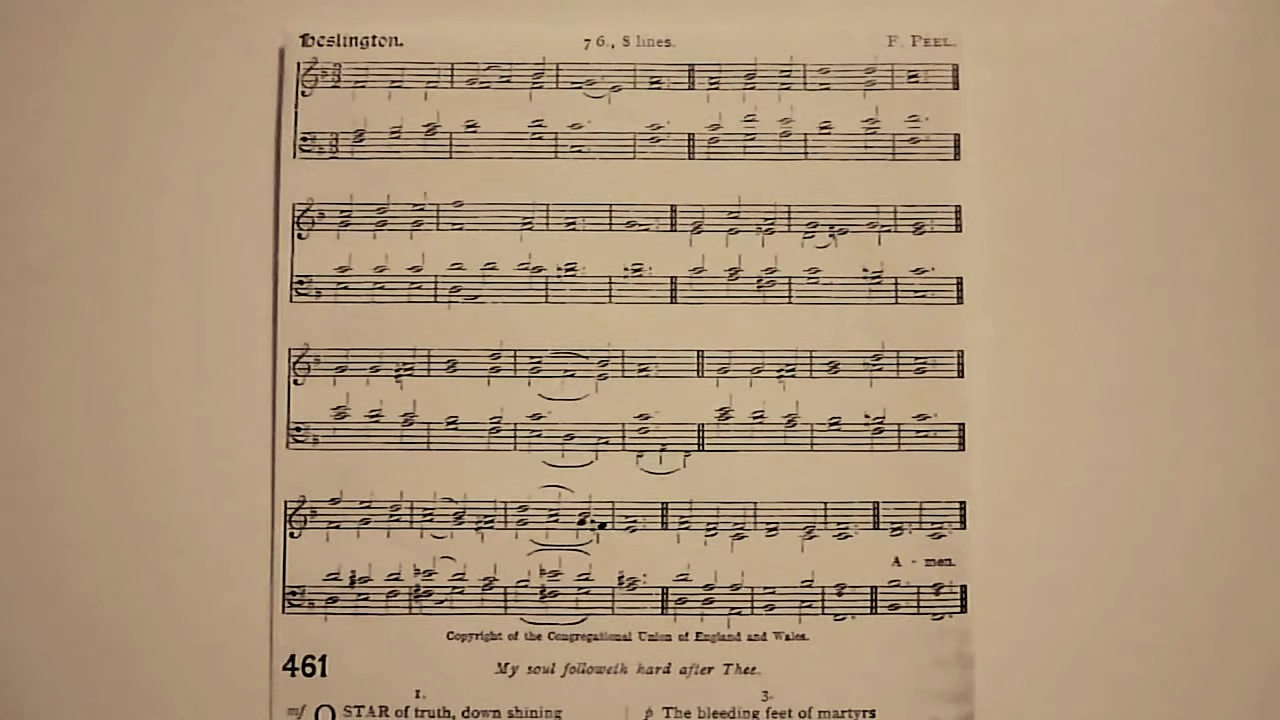 Heslington. 7 6., 8 lines. F. PEEL.
A - men.
Copyright of the Congregational Union of England and Wales.
461 My soul followeth hard after Thee.
1. 3.
mf O STAR of truth, down shining p The bleeding feet of martyrs